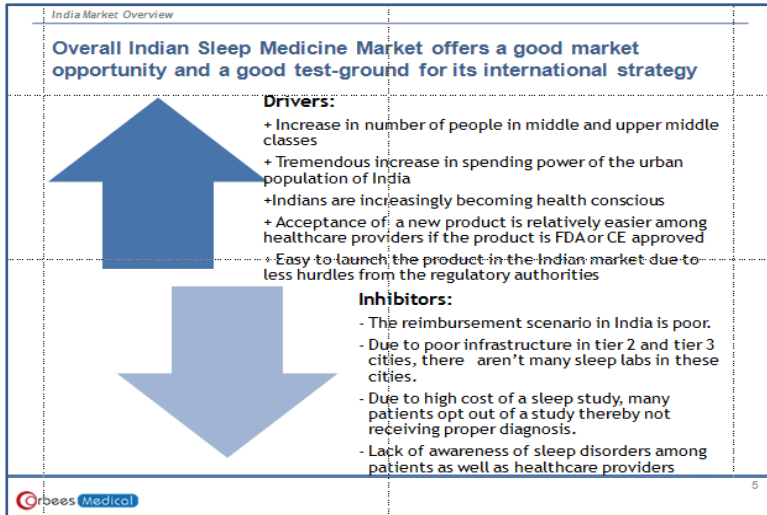 India Market Overview
Overall Indian Sleep Medicine Market offers a good market
opportunity and a good test-ground for its international strategy
Drivers:
+ Increase in number of people in middle and upper middle
classes
+ Tremendous increase in spending power of the urban
population of India
+Indians are increasingly becoming health conscious
+ Acceptance of a new product is relatively easier among
healthcare providers if the product is FDA or CE approved
+ Easy to launch the product in the Indian market due to
less hurdles from the regulatory authorities
Inhibitors:
- The reimbursement scenario in India is poor.
- Due to poor infrastructure in tier 2 and tier 3
cities, there aren’t many sleep labs in these
cities.
- Due to high cost of a sleep study, many
patients opt out of a study thereby not
receiving proper diagnosis.
- Lack of awareness of sleep disorders among
patients as well as healthcare providers
5
Orbees Medical